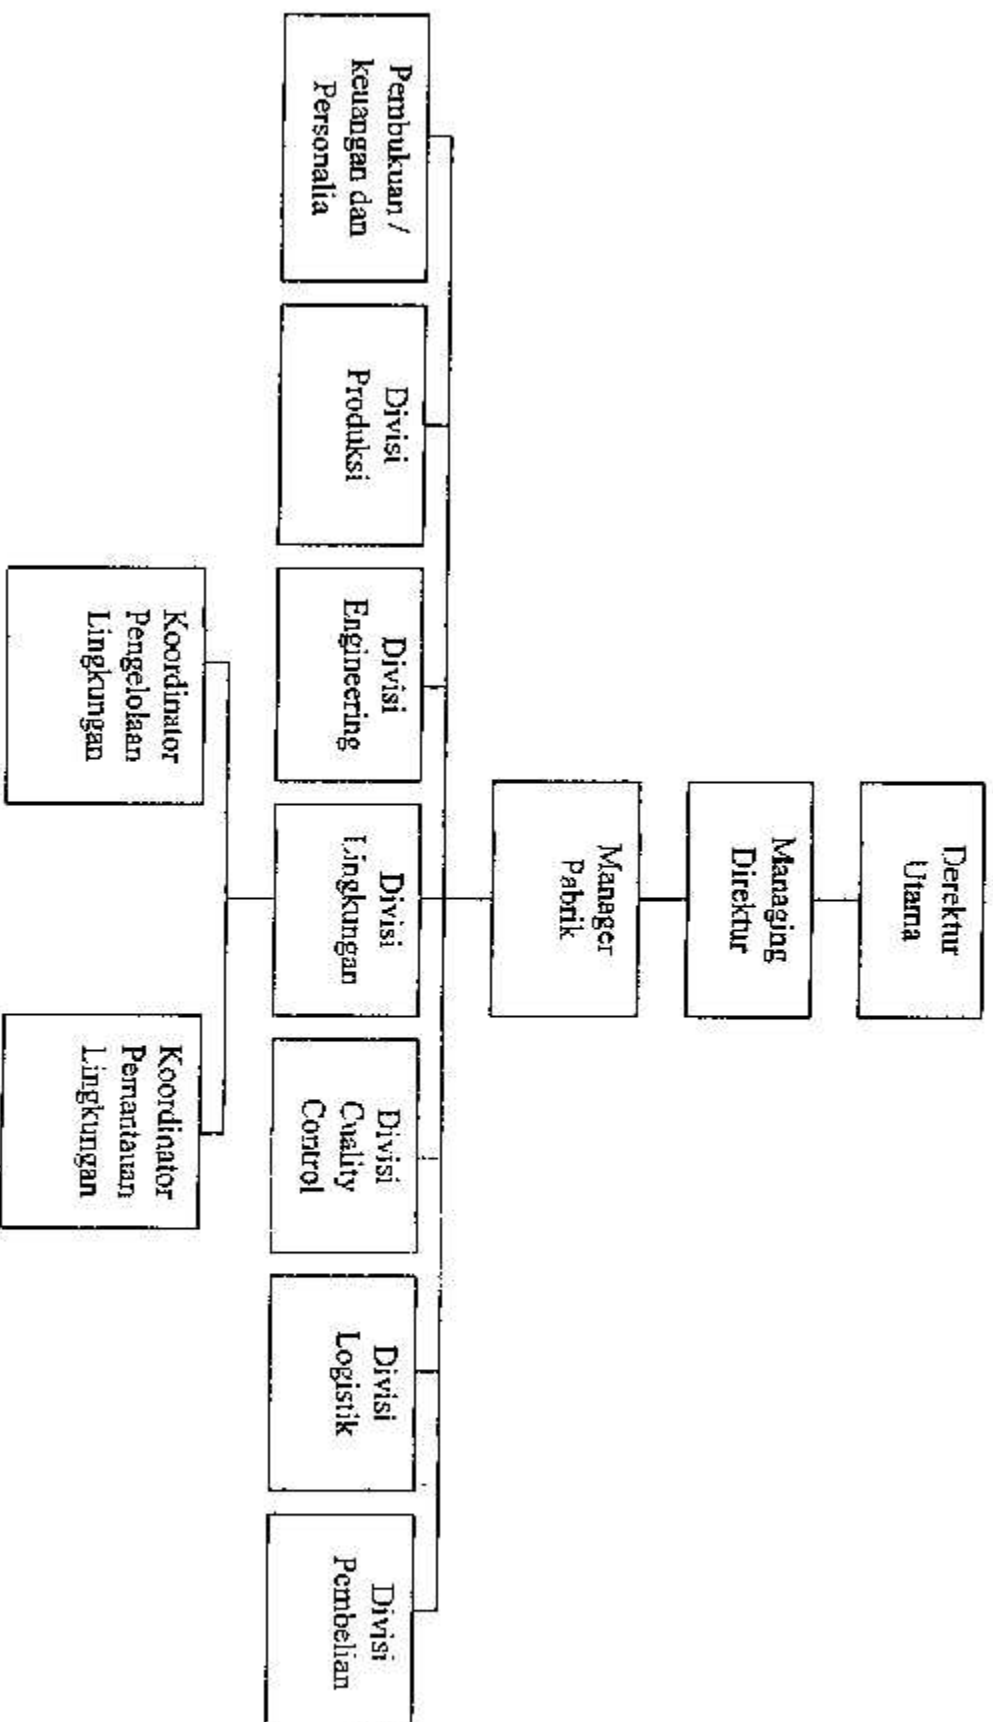 Derektur
Utama
Managing
Direktur
Manager
Pabrik
Pembukuan /
keuangan dan
Personalia
Divisi
Produksi
Divisi
Engineering
Divisi
Lingkungan
Divisi
Cuality
Control
Divisi
Logistik
Divisi
Pembelian
Koordinator
Pengelolaan
Lingkungan
Koordinator
Pemantauan
Lingkungan